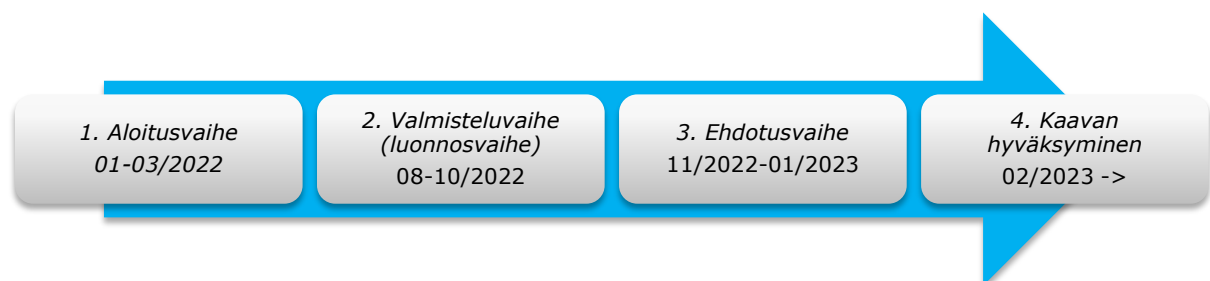 1. Aloitusvaihe
01-03/2022
2. Valmisteluvaihe
(luonnosvaihe)
08-10/2022
3. Ehdotusvaihe
11/2022-01/2023
4. Kaavan
hyväksyminen
02/2023 ->